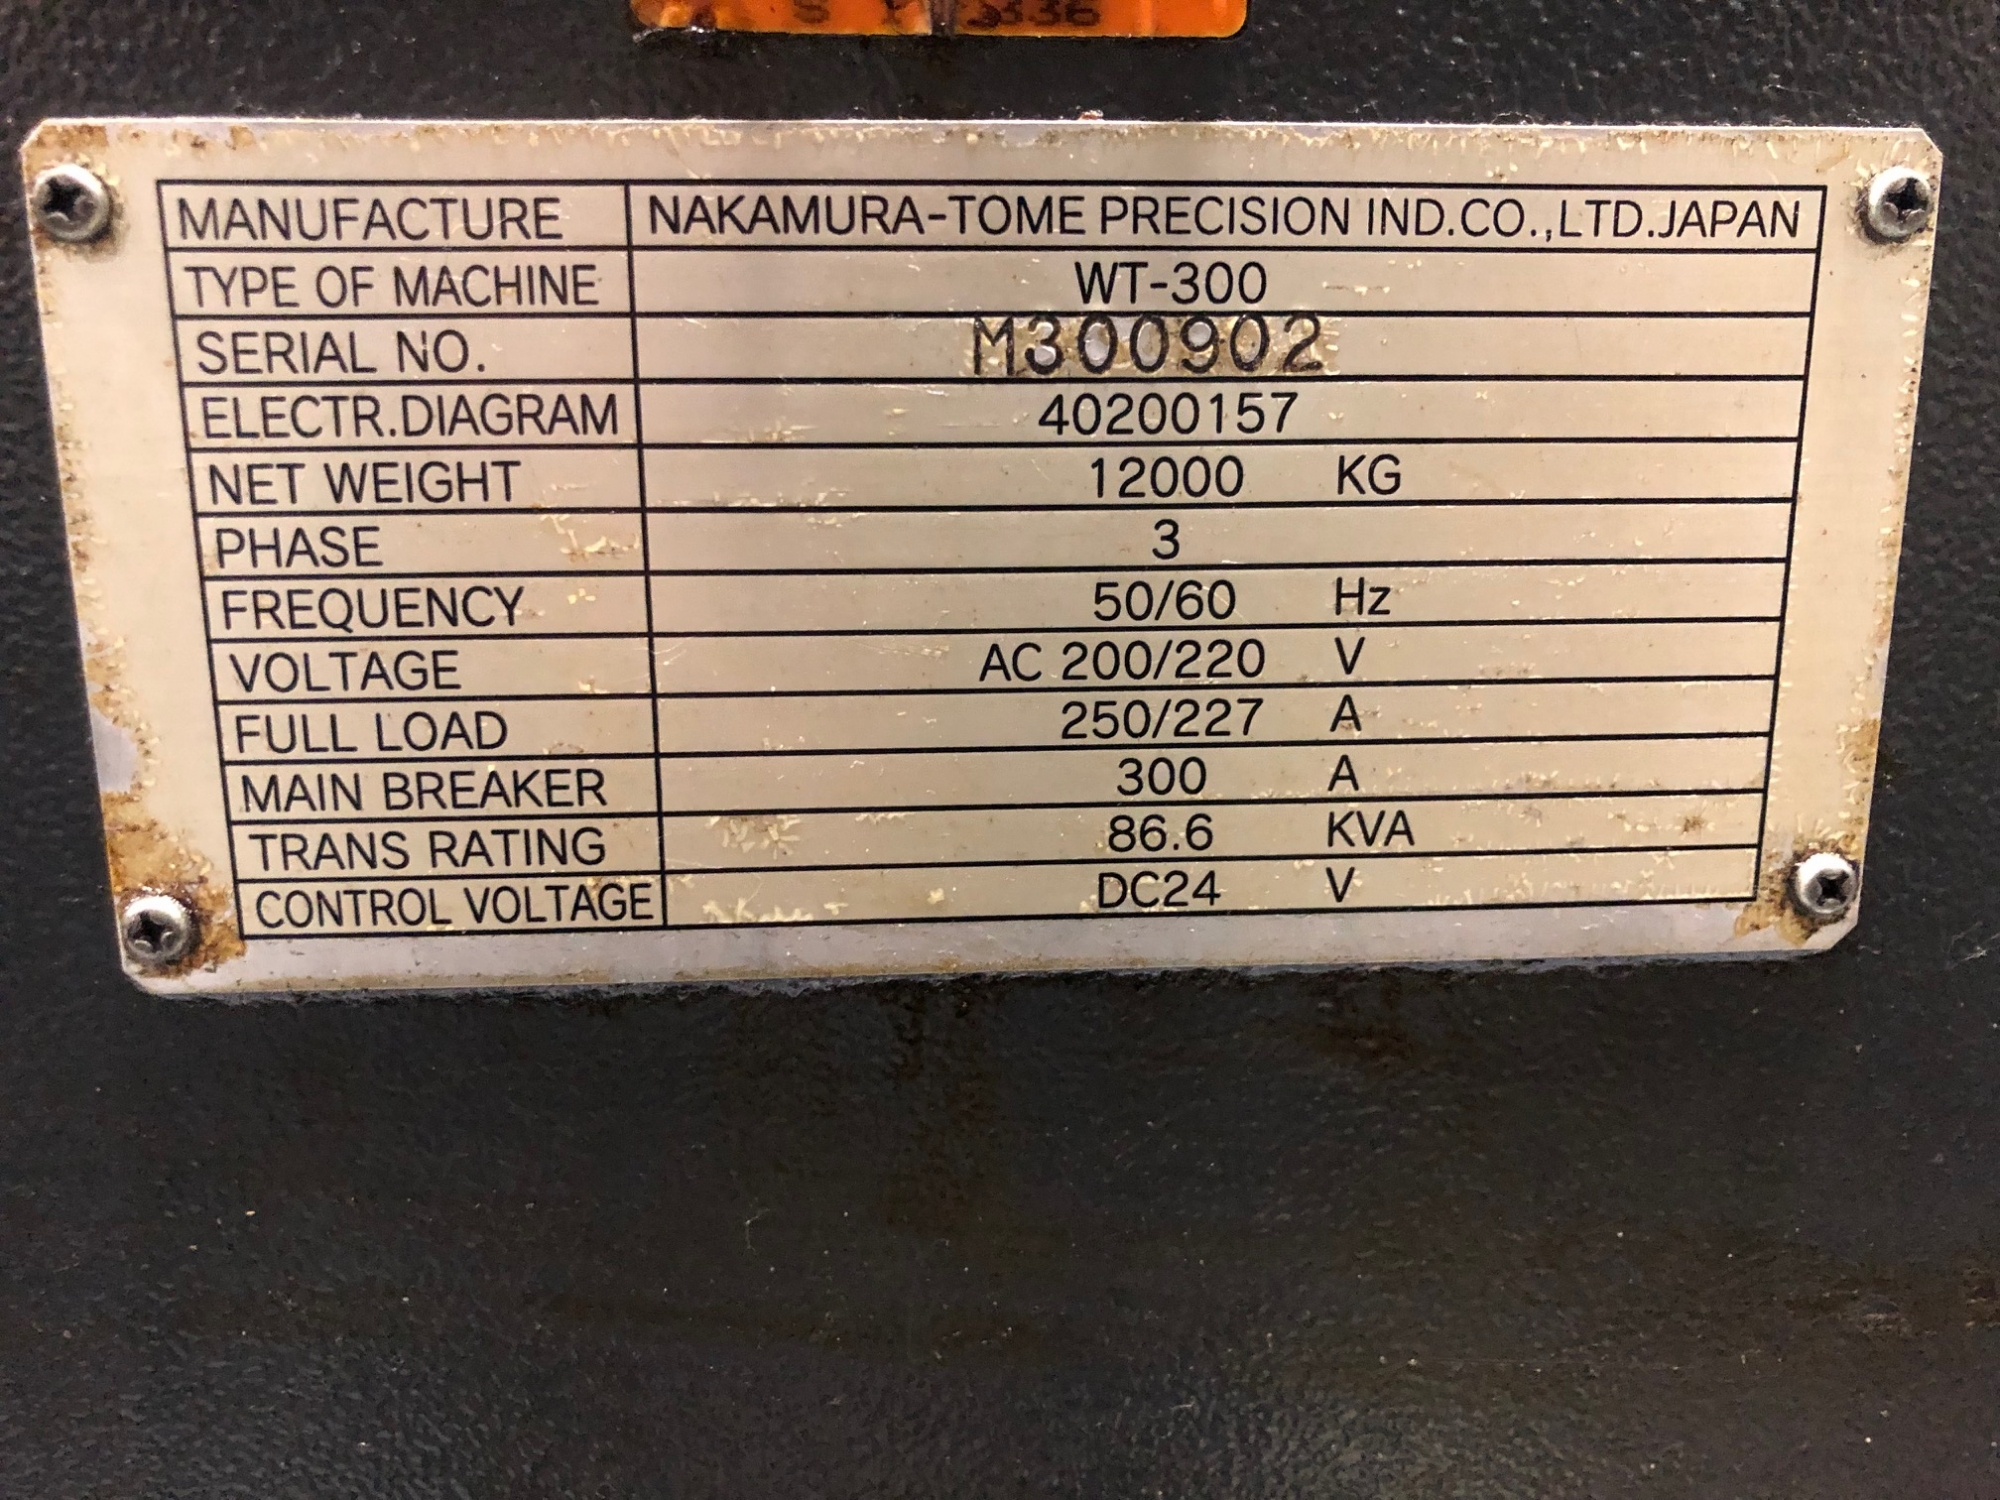 336
MANUFACTURE NAKAMURA-TOME PRECISION IND.CO.,LTD.JAPAN
TYPE OF MACHINE WT-300
SERIAL NO. M300902
ELECTR.DIAGRAM 40200157
NET WEIGHT 12000 KG
PHASE 3
FREQUENCY 50/60 Hz
VOLTAGE AC 200/220 V
FULL LOAD 250/227 A
MAIN BREAKER 300 A
TRANS RATING 86.6 KVA
CONTROL VOLTAGE DC24 V